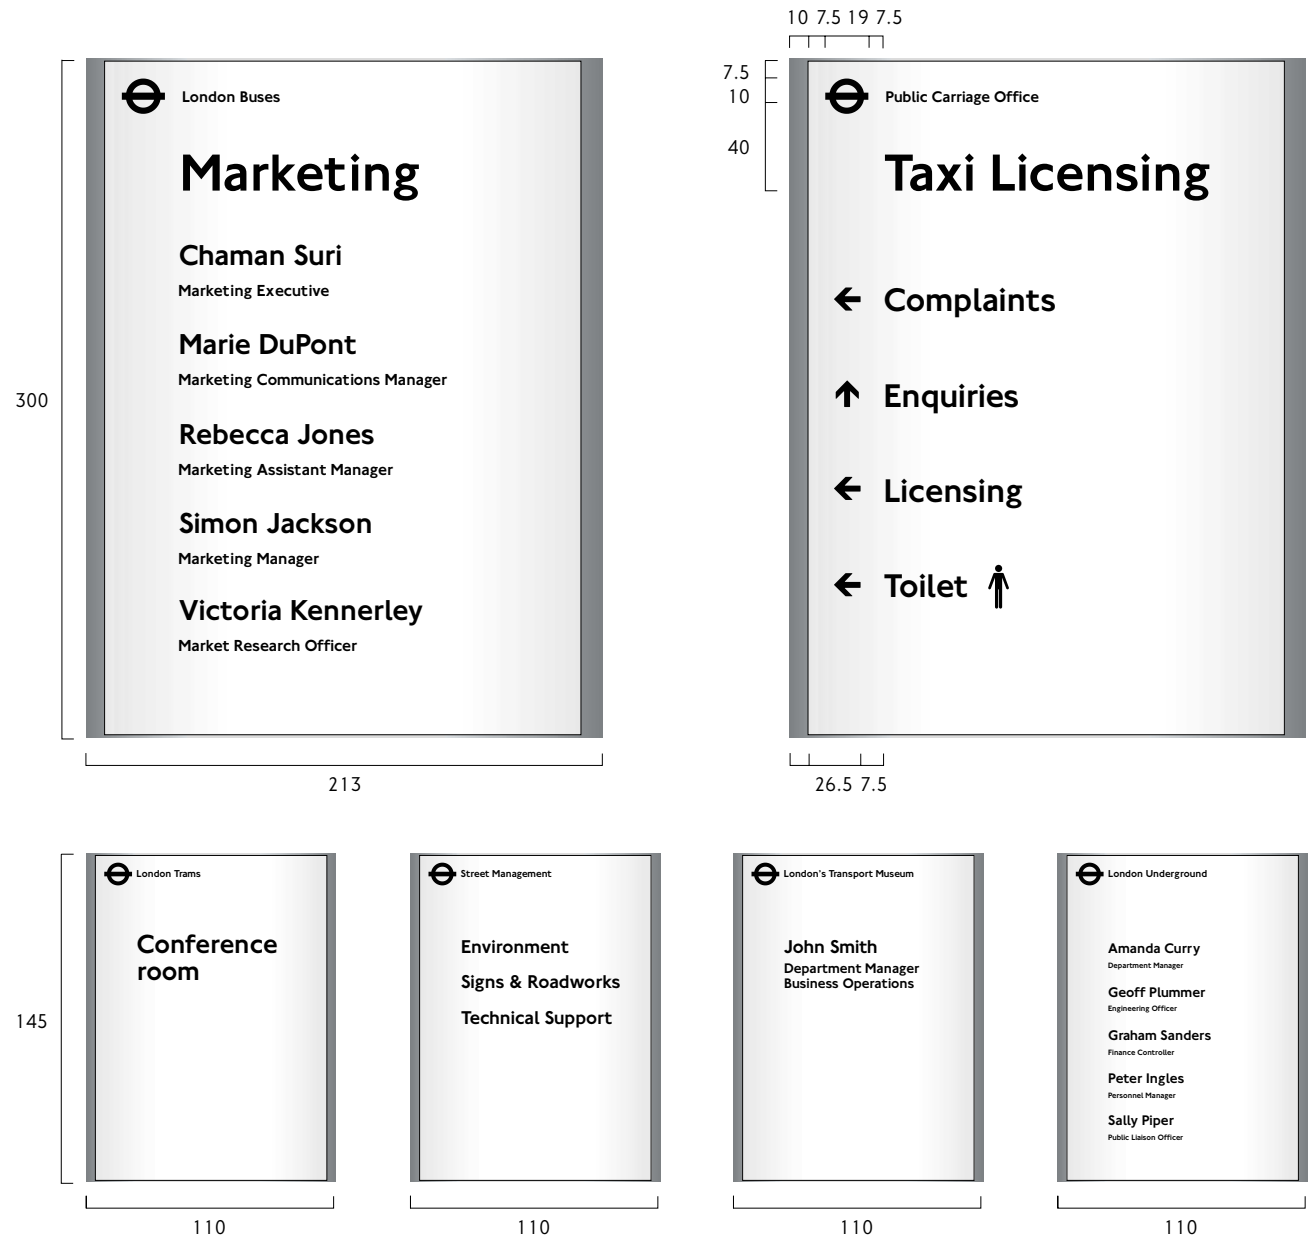 10 7.5 19 7.5
7.5
10
40
300
London Buses
Marketing
Chaman Suri
Marketing Executive
Marie DuPont
Marketing Communications Manager
Rebecca Jones
Marketing Assistant Manager
Simon Jackson
Marketing Manager
Victoria Kennerley
Market Research Officer
213
Public Carriage Office
Taxi Licensing
Complaints
Enquiries
Licensing
Toilet
26.5 7.5
145
London Trams
Conference
room
110
Street Management
Environment
Signs & Roadworks
Technical Support
110
London's Transport Museum
John Smith
Department Manager
Business Operations
110
London Underground
Amanda Curry
Department Manager
Geoff Plummer
Engineering Officer
Graham Sanders
Finance Controller
Peter Ingles
Personnel Manager
Sally Piper
Public Liaison Officer
110